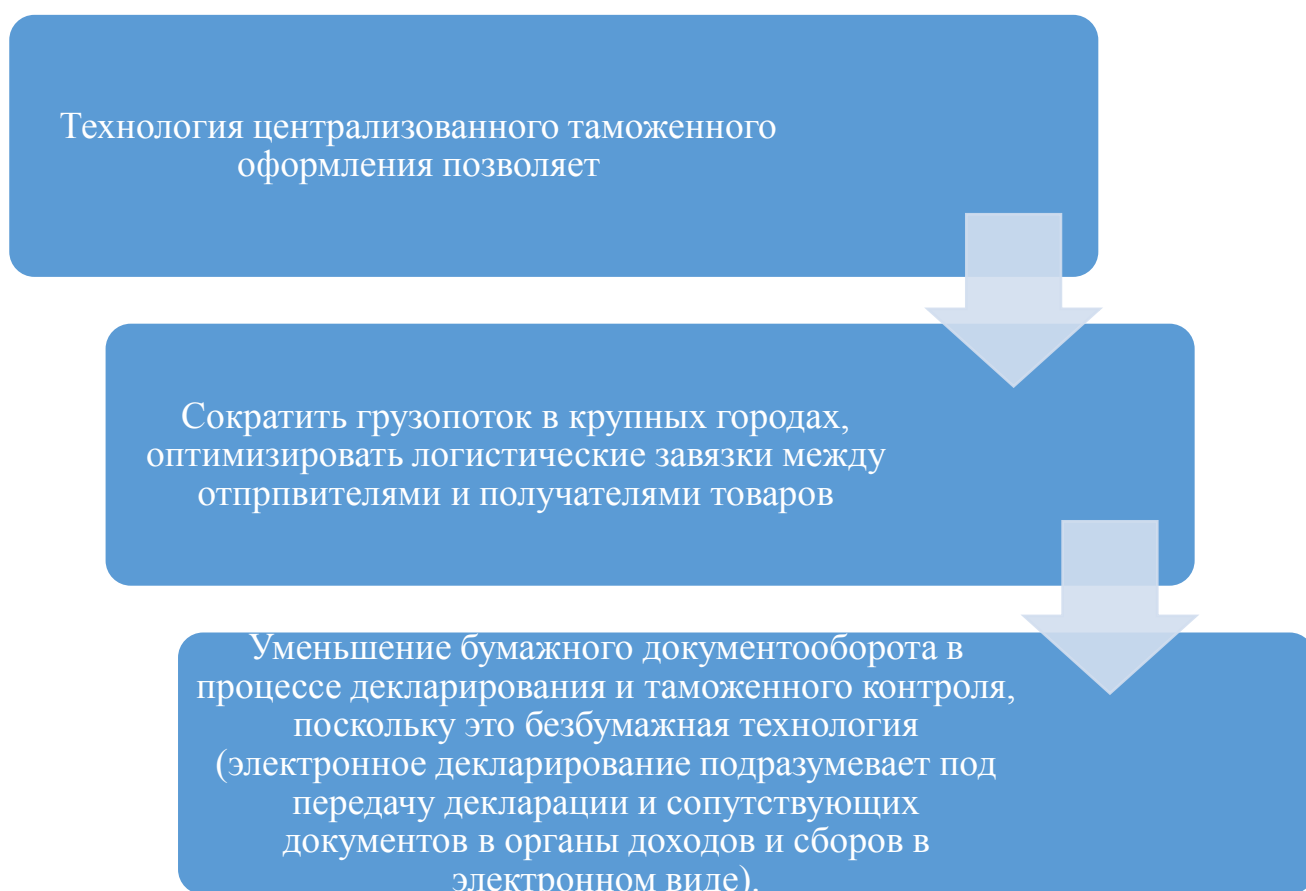 Технология централизованного таможенного
оформления позволяет
Сократить грузопоток в крупных городах,
оптимизировать логистические завязки между
отпрпвителями и получателями товаров
Уменьшение бумажного документооборота в
процессе декларирования и таможенного контроля,
поскольку это безбумажная технология
(электронное декларирование подразумевает под
передачу декларации и сопутствующих
документов в органы доходов и сборов в
электронном виде).